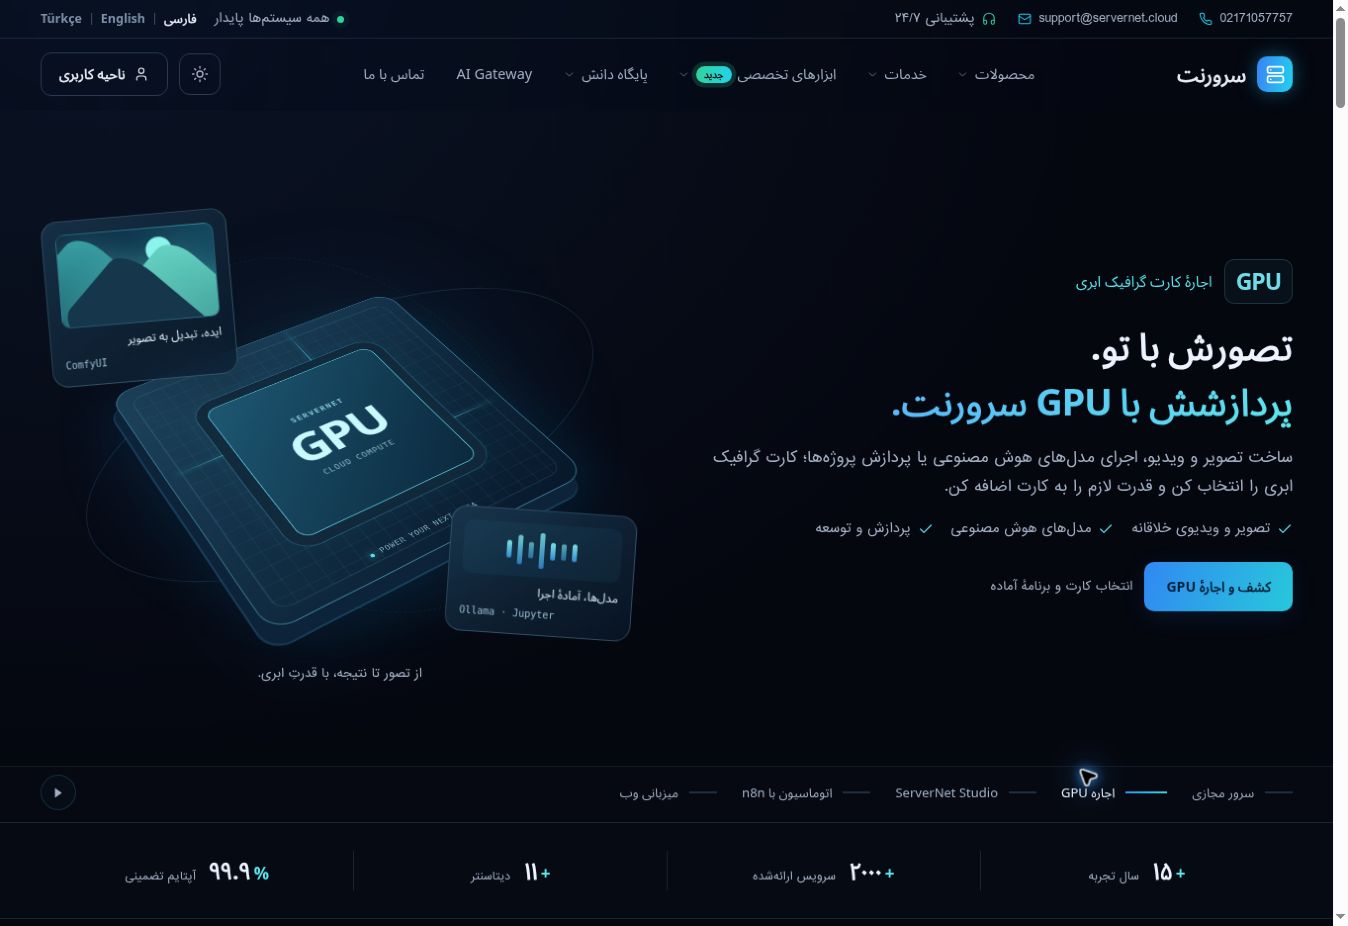 02171057757
support@servernet.cloud
پشتیبانی ۲۴/۷
همه سیستم‌ها پایدار
فارسی | English | Türkçe
سرورنت
محصولات
خدمات
ابزارهای تخصصی جدید
پایگاه دانش
AI Gateway
تماس با ما
ناحیه کاربری
GPU
اجارهٔ کارت گرافیک ابری
تصورش با تو.
پردازشش با GPU سرورنت.
ساخت تصویر و ویدیو، اجرای مدل‌های هوش مصنوعی یا پردازش پروژه‌ها؛ کارت گرافیک
ابری را انتخاب کن و قدرت لازم را به کارت اضافه کن.
تصویر و ویدیوی خلاقانه
مدل‌های هوش مصنوعی
پردازش و توسعه
کشف و اجارهٔ GPU
انتخاب کارت و برنامهٔ آماده
ایده، تبدیل به تصویر
ComfyUI
SERVERNET
GPU
CLOUD COMPUTE
POWER YOUR NEXT
مدل‌ها، آمادهٔ اجرا
Ollama · Jupyter
از تصور تا نتیجه، با قدرتِ ابری.
سرور مجازی
اجاره GPU
ServerNet Studio
اتوماسیون با n8n
میزبانی وب
+۱۵ سال تجربه
+۲۰۰۰ سرویس ارائه‌شده
+۱۱ دیتاسنتر
%۹۹.۹ آپتایم تضمینی